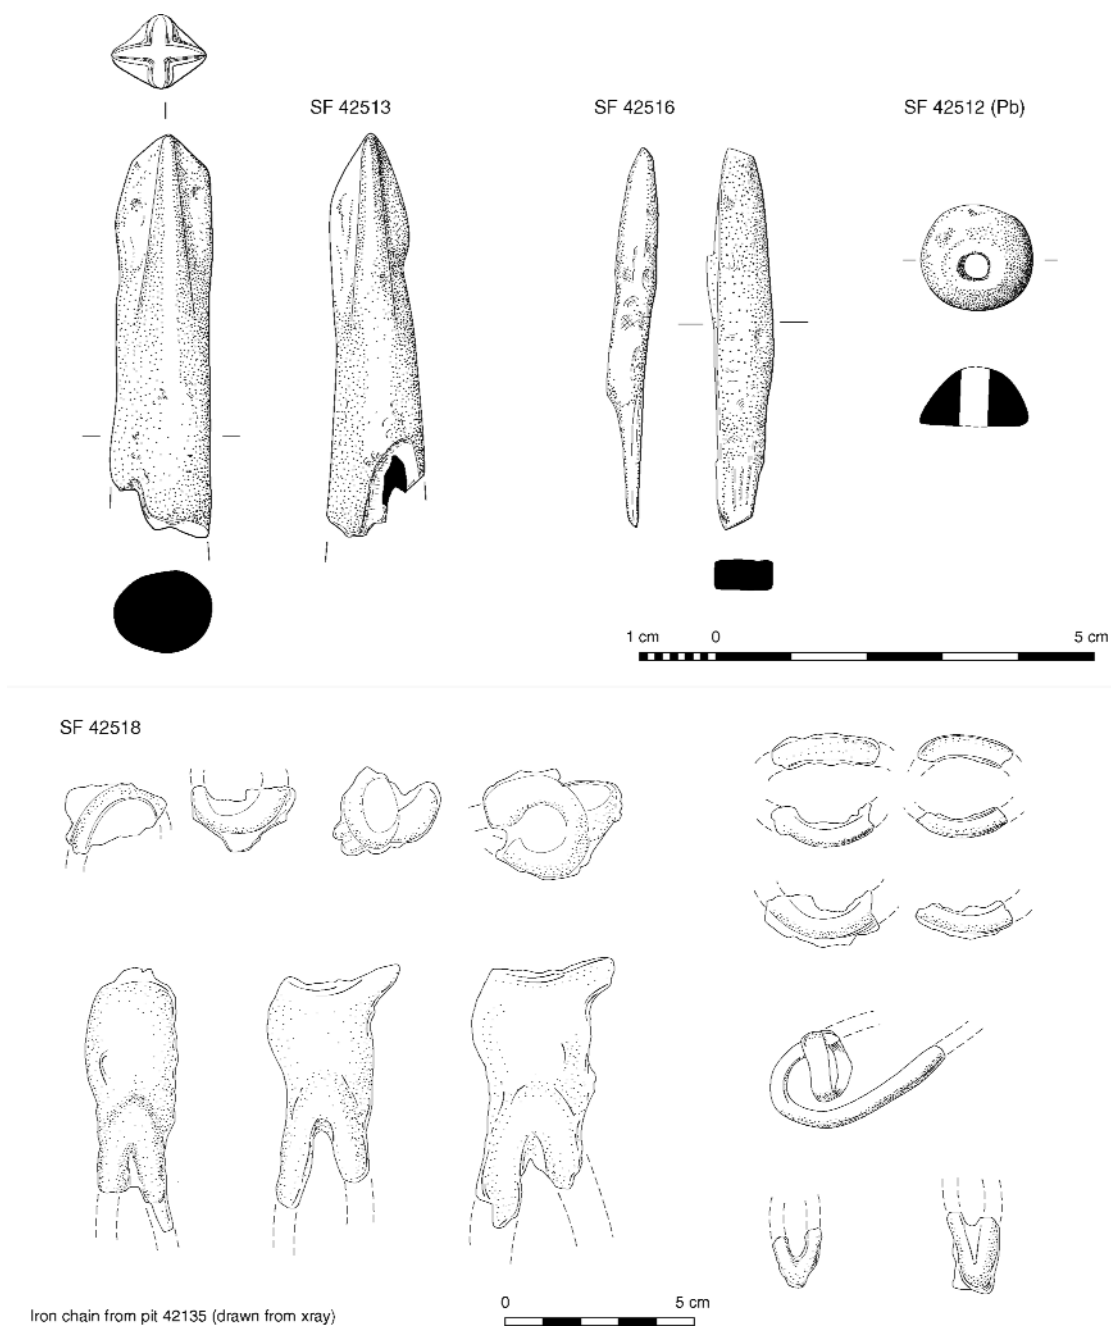 SF 42513
SF 42516
SF 42512 (Pb)
1 cm 0 5 cm
SF 42518
0 5 cm
Iron chain from pit 42135 (drawn from xray)